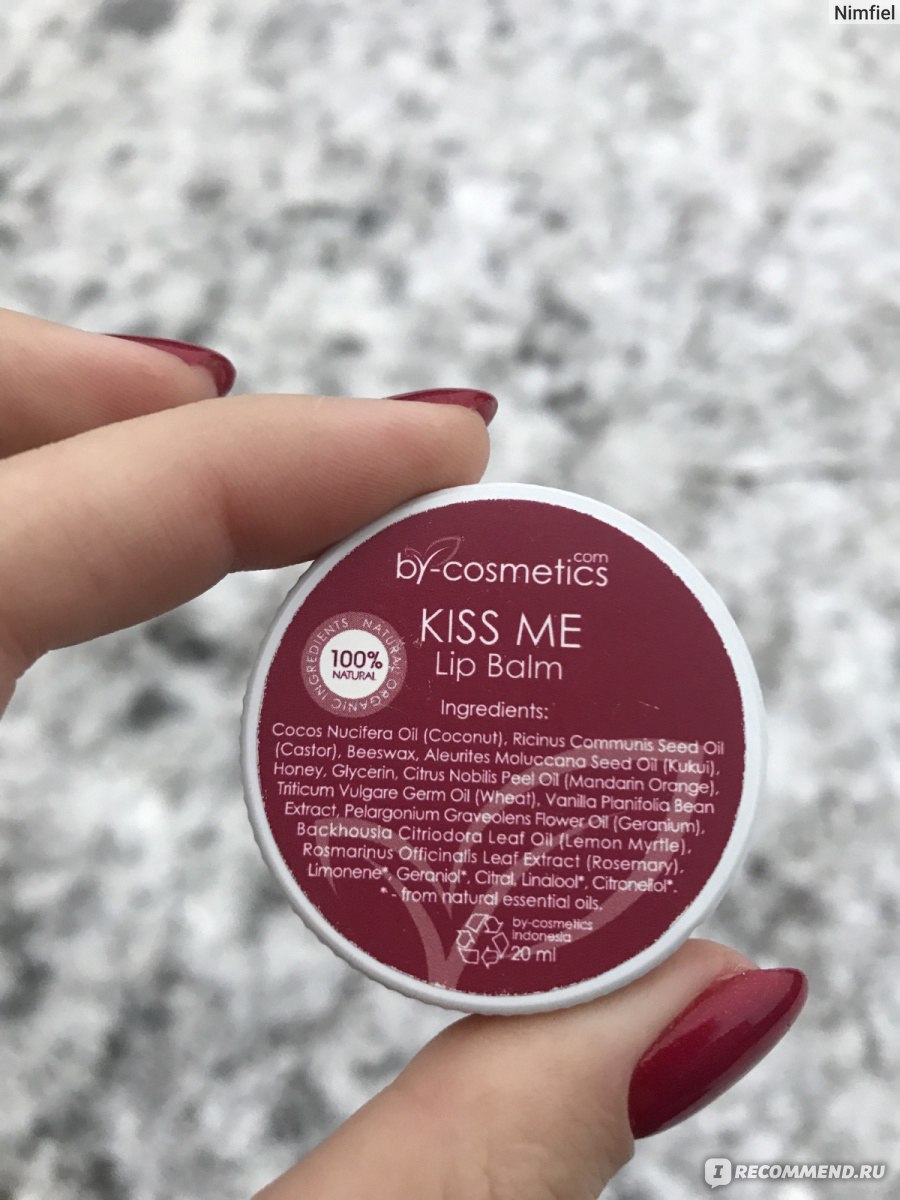 Nimfiel
by-cosmetics.com
KISS ME
Lip Balm
100%
NATURAL
NATURAL ORGANIC INGREDIENTS
Ingredients:
Cocos Nucifera Oil (Coconut), Ricinus Communis Seed Oil
(Castor), Beeswax, Aleurites Moluccana Seed Oil (Kukui),
Honey, Glycerin, Citrus Nobilis Peel Oil (Mandarin Orange),
Triticum Vulgare Germ Oil (Wheat), Vanilla Planifolia Bean
Extract, Pelargonium Graveolens Flower Oil (Geranium),
Backhousia Citriodora Leaf Oil (Lemon Myrtle),
Rosmarinus Officinalis Leaf Extract (Rosemary),
Limonene*, Geraniol*, Citral, Linalool*, Citronellol*.
* - from natural essential oils.
by-cosmetics
indonesia
20 ml
IRECOMMEND.RU